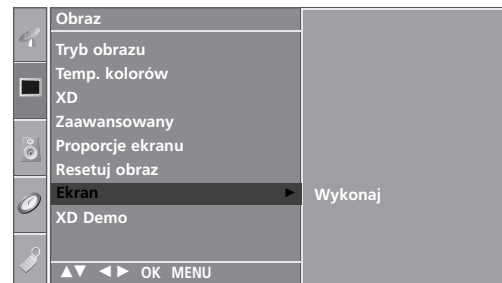 Obraz
Tryb obrazu
Temp. kolorów
XD
Zaawansowany
Proporcje ekranu
Resetuj obraz
Ekran ► Wykonaj
XD Demo
▲▼ ◄► OK MENU